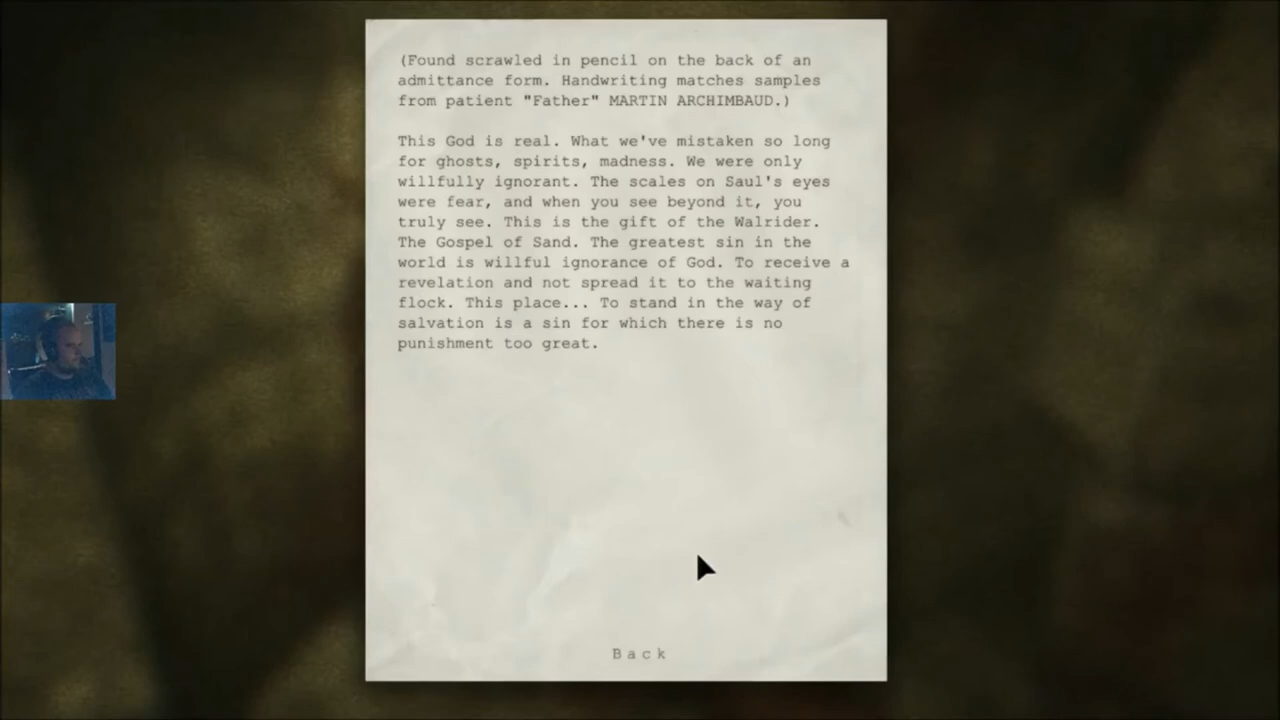 (Found scrawled in pencil on the back of an
admittance form. Handwriting matches samples
from patient "Father" MARTIN ARCHIMBAUD.)
This God is real. What we've mistaken so long
for ghosts, spirits, madness. We were only
willfully ignorant. The scales on Saul's eyes
were fear, and when you see beyond it, you
truly see. This is the gift of the Walrider.
The Gospel of Sand. The greatest sin in the
world is willful ignorance of God. To receive a
revelation and not spread it to the waiting
flock. This place... To stand in the way of
salvation is a sin for which there is no
punishment too great.
Back